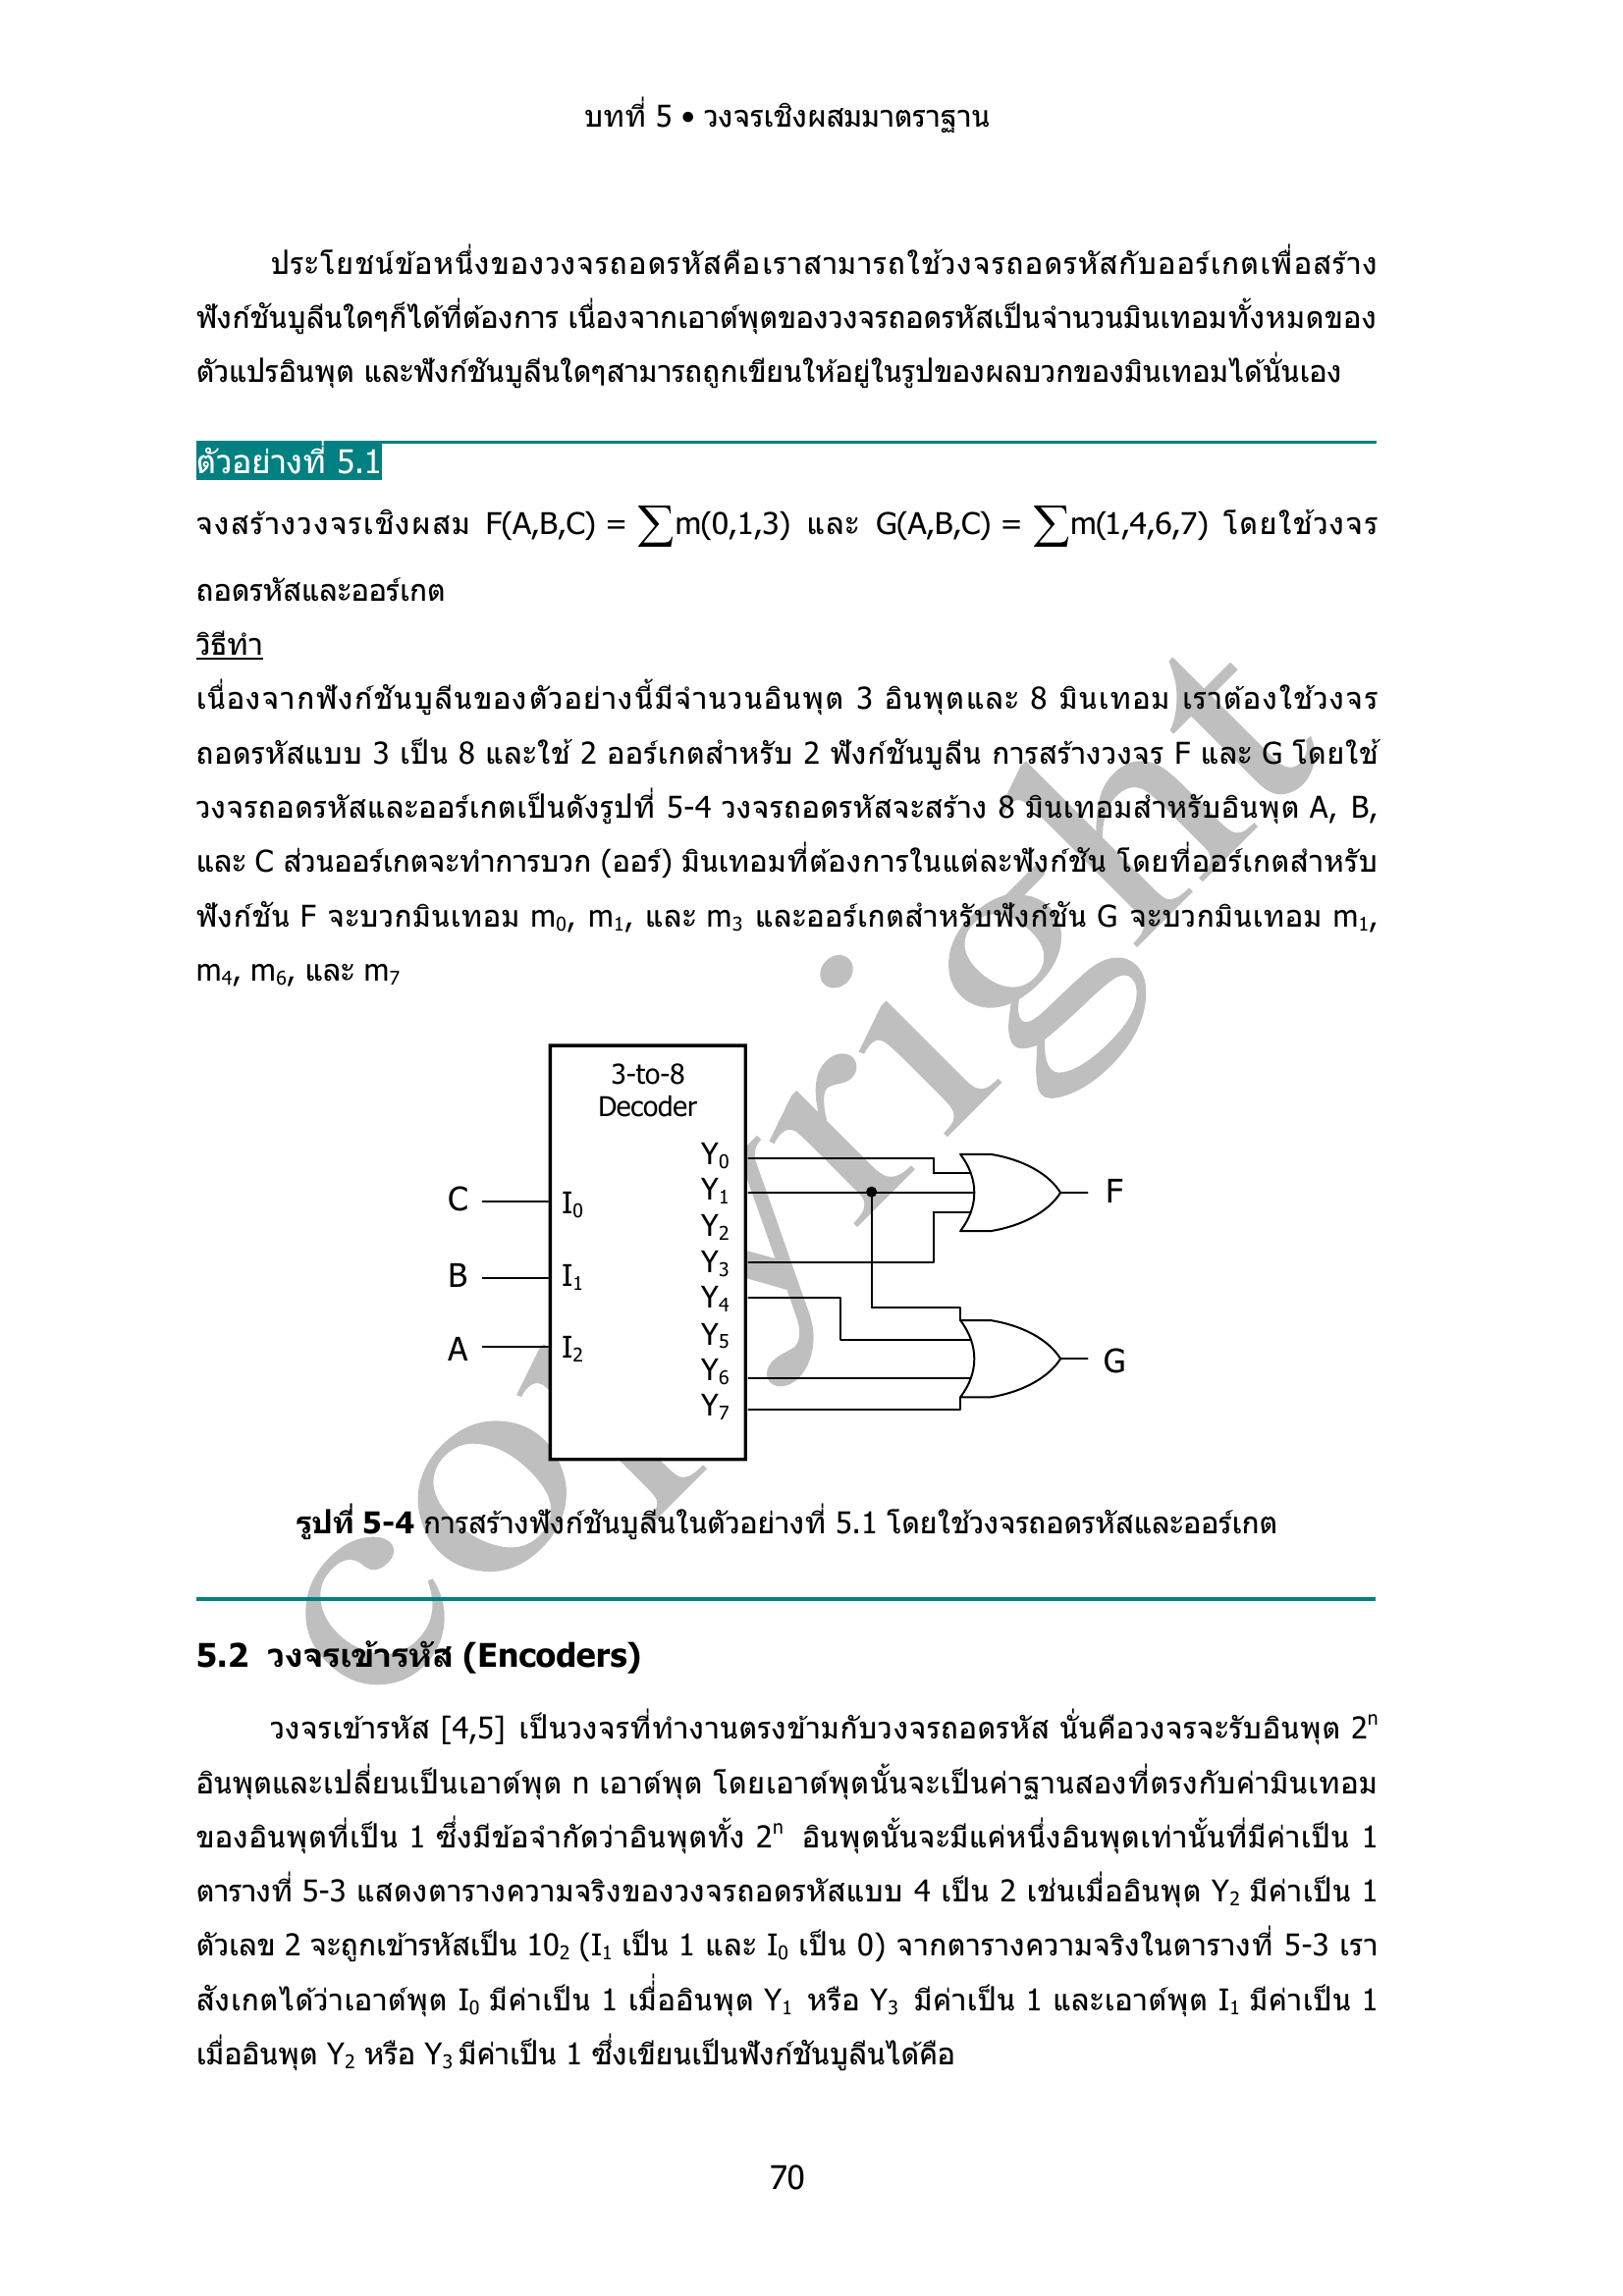 บทที่ 5 • วงจรเชิงผสมมาตราฐาน
ประโยชน์ข้อหนึ่งของวงจรถอดรหัสคือเราสามารถใช้วงจรถอดรหัสกับออร์เกตเพื่อสร้าง
ฟังก์ชันบูลีนใดๆก็ได้ที่ต้องการ เนื่องจากเอาต์พุตของวงจรถอดรหัสเป็นจำนวนมินเทอมทั้งหมดของ
ตัวแปรอินพุต และฟังก์ชันบูลีนใดๆสามารถถูกเขียนให้อยู่ในรูปของผลบวกของมินเทอมได้นั่นเอง
ตัวอย่างที่ 5.1
จงสร้างวงจรเชิงผสม F(A,B,C) = ∑m(0,1,3) และ G(A,B,C) = ∑m(1,4,6,7) โดยใช้วงจร
ถอดรหัสและออร์เกต
วิธีทำ
เนื่องจากฟังก์ชันบูลีนของตัวอย่างนี้มีจำนวนอินพุต 3 อินพุตและ 8 มินเทอม เราต้องใช้วงจร
ถอดรหัสแบบ 3 เป็น 8 และใช้ 2 ออร์เกตสำหรับ 2 ฟังก์ชันบูลีน การสร้างวงจร F และ G โดยใช้
วงจรถอดรหัสและออร์เกตเป็นดังรูปที่ 5-4 วงจรถอดรหัสจะสร้าง 8 มินเทอมสำหรับอินพุต A, B,
และ C ส่วนออร์เกตจะทำการบวก (ออร์) มินเทอมที่ต้องการในแต่ละฟังก์ชัน โดยที่ออร์เกตสำหรับ
ฟังก์ชัน F จะบวกมินเทอม m₀, m₁, และ m₃ และออร์เกตสำหรับฟังก์ชัน G จะบวกมินเทอม m₁,
m₄, m₆, และ m₇
3-to-8
Decoder
Y₀
Y₁
Y₂
Y₃
Y₄
Y₅
Y₆
Y₇
C I₀
B I₁
A I₂
F
G
copyright
รูปที่ 5-4 การสร้างฟังก์ชันบูลีนในตัวอย่างที่ 5.1 โดยใช้วงจรถอดรหัสและออร์เกต
5.2 วงจรเข้ารหัส (Encoders)
วงจรเข้ารหัส [4,5] เป็นวงจรที่ทำงานตรงข้ามกับวงจรถอดรหัส นั่นคือวงจรจะรับอินพุต 2ⁿ
อินพุตและเปลี่ยนเป็นเอาต์พุต n เอาต์พุต โดยเอาต์พุตนั้นจะเป็นค่าฐานสองที่ตรงกับค่ามินเทอม
ของอินพุตที่เป็น 1 ซึ่งมีข้อจำกัดว่าอินพุตทั้ง 2ⁿ อินพุตนั้นจะมีแค่หนึ่งอินพุตเท่านั้นที่มีค่าเป็น 1
ตารางที่ 5-3 แสดงตารางความจริงของวงจรถอดรหัสแบบ 4 เป็น 2 เช่นเมื่ออินพุต Y₂ มีค่าเป็น 1
ตัวเลข 2 จะถูกเข้ารหัสเป็น 10₂ (I₁ เป็น 1 และ I₀ เป็น 0) จากตารางความจริงในตารางที่ 5-3 เรา
สังเกตได้ว่าเอาต์พุต I₀ มีค่าเป็น 1 เมื่ออินพุต Y₁ หรือ Y₃ มีค่าเป็น 1 และเอาต์พุต I₁ มีค่าเป็น 1
เมื่ออินพุต Y₂ หรือ Y₃ มีค่าเป็น 1 ซึ่งเขียนเป็นฟังก์ชันบูลีนได้คือ
70